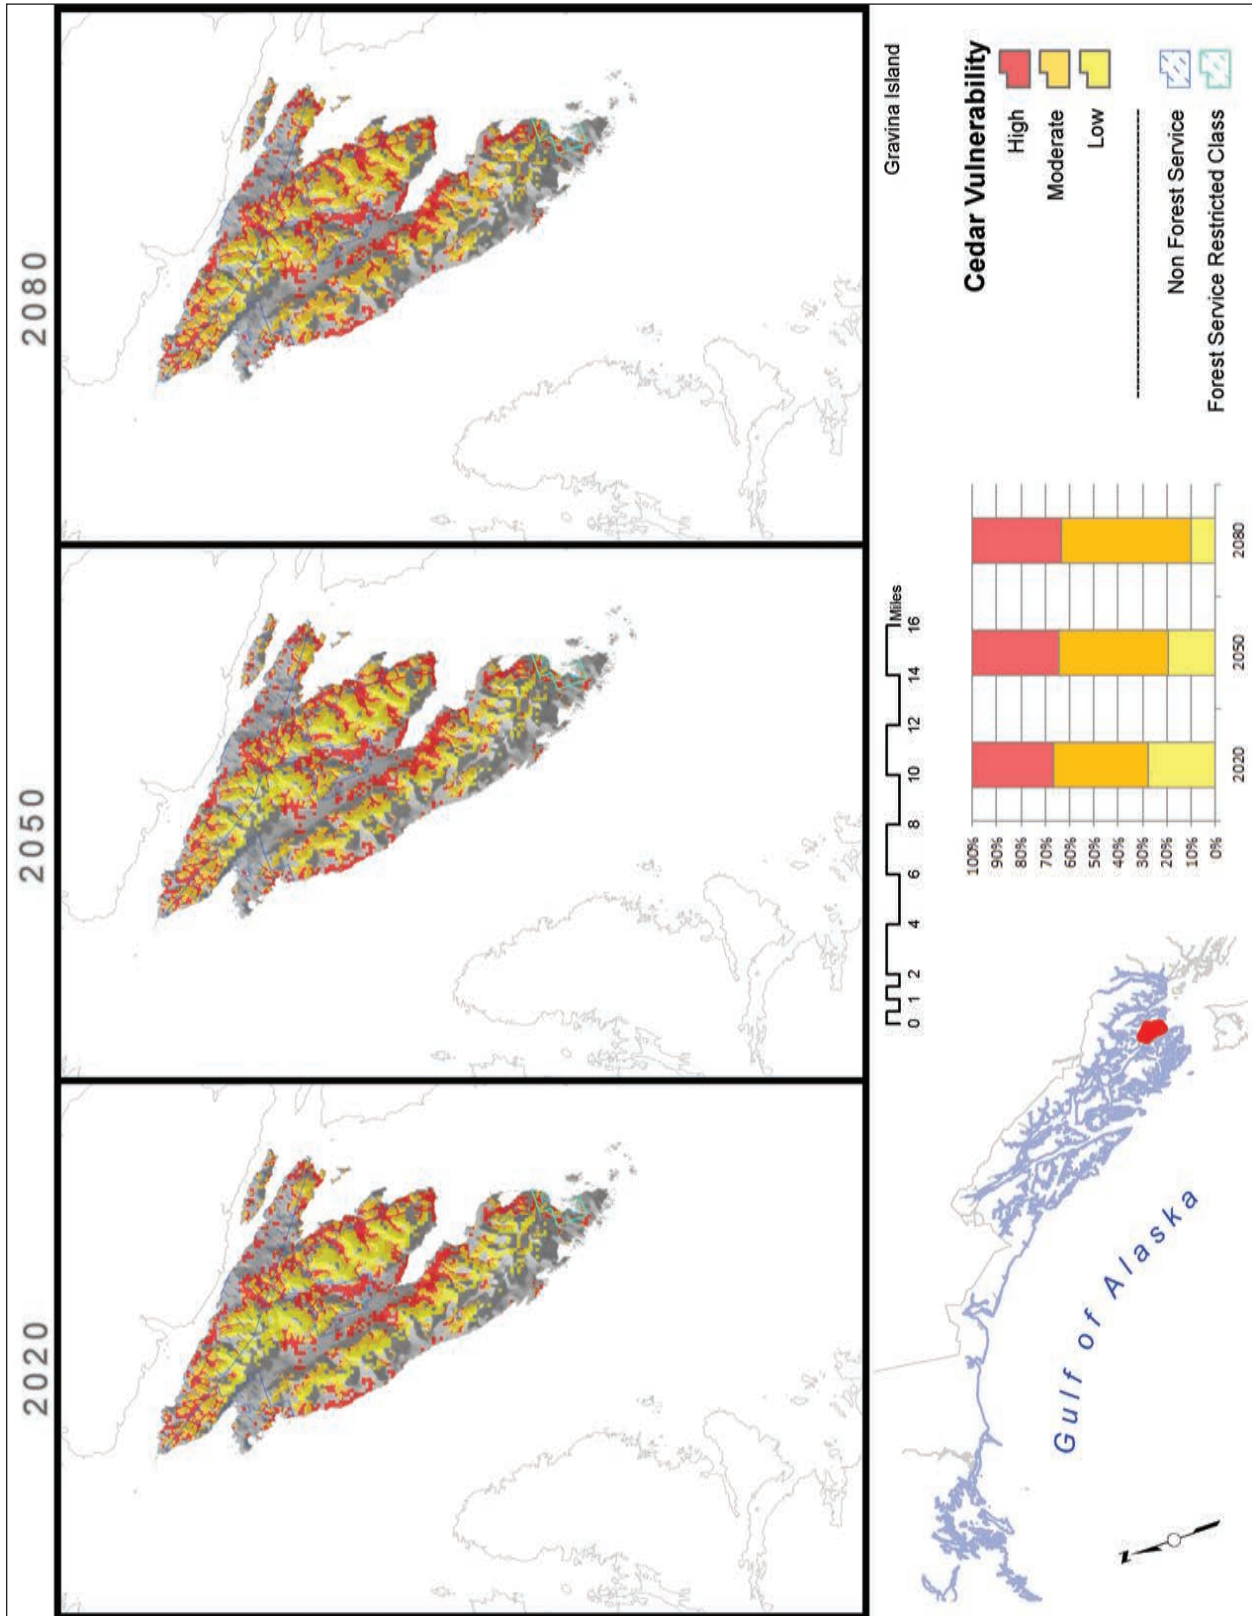 2020
2050
2080
Gravina Island
0 1 2 4 6 8 10 12 14 16
Miles
Gulf of Alaska
N
100%
90%
80%
70%
60%
50%
40%
30%
20%
10%
0%
2020 2050 2080
Cedar Vulnerability
High
Moderate
Low
Non Forest Service
Forest Service Restricted Class